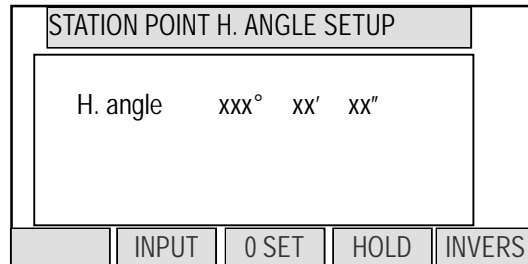 STATION POINT H. ANGLE SETUP
H. angle xxx° xx′ xx″
INPUT 0 SET HOLD INVERS